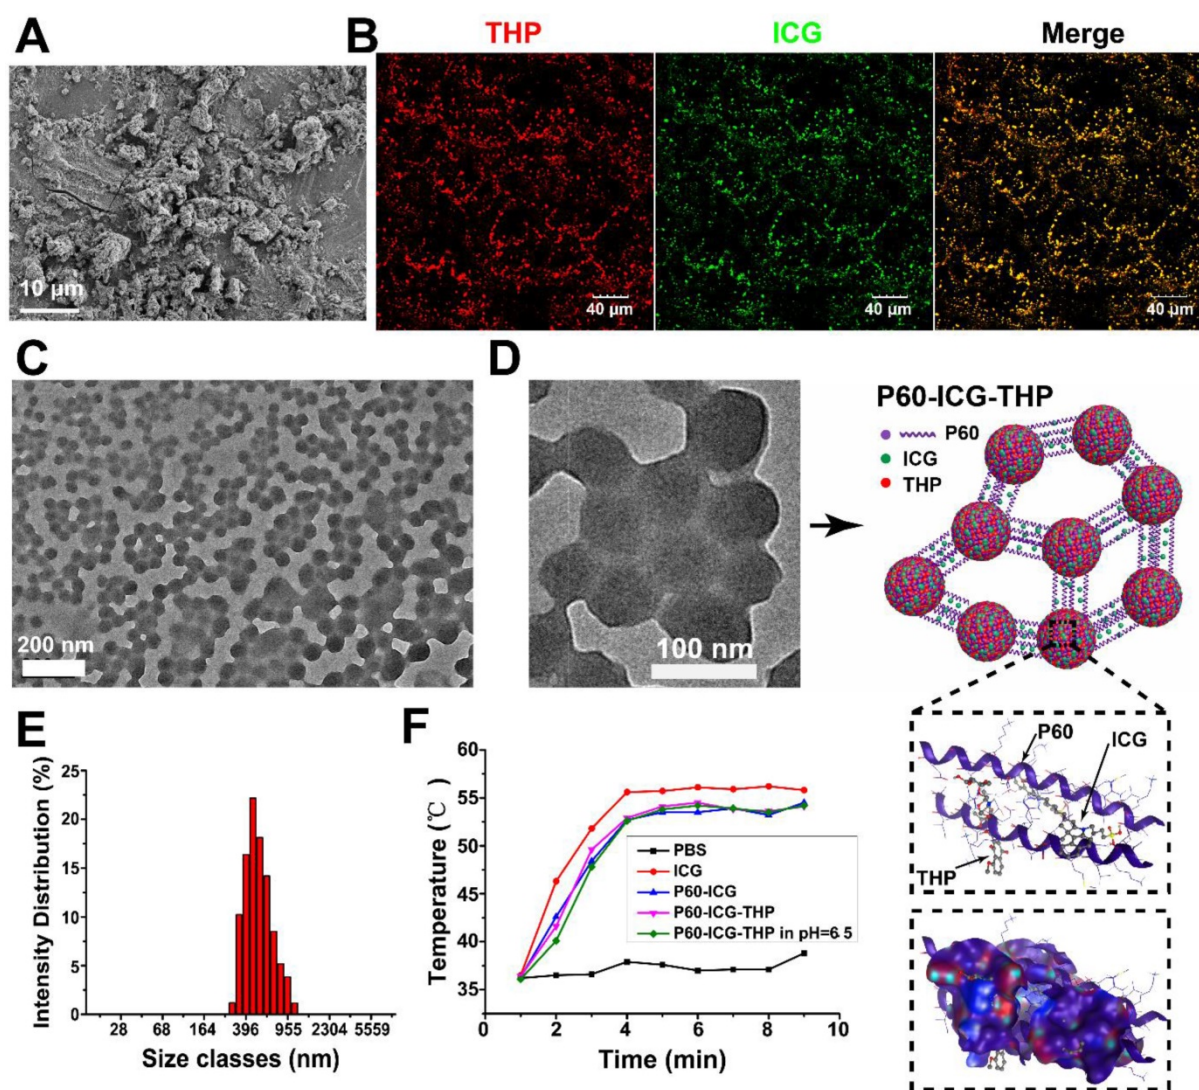 A
10 μm
B
THP
ICG
Merge
40 μm
40 μm
40 μm
C
200 nm
D
100 nm
P60-ICG-THP
P60
ICG
THP
P60
ICG
THP
E
Intensity Distribution (%)
25
20
15
10
5
0
28 68 164 396 955 2304 5559
Size classes (nm)
F
Temperature (℃)
60
55
50
45
40
35
PBS
ICG
P60-ICG
P60-ICG-THP
P60-ICG-THP in pH=6.5
0 2 4 6 8 10
Time (min)